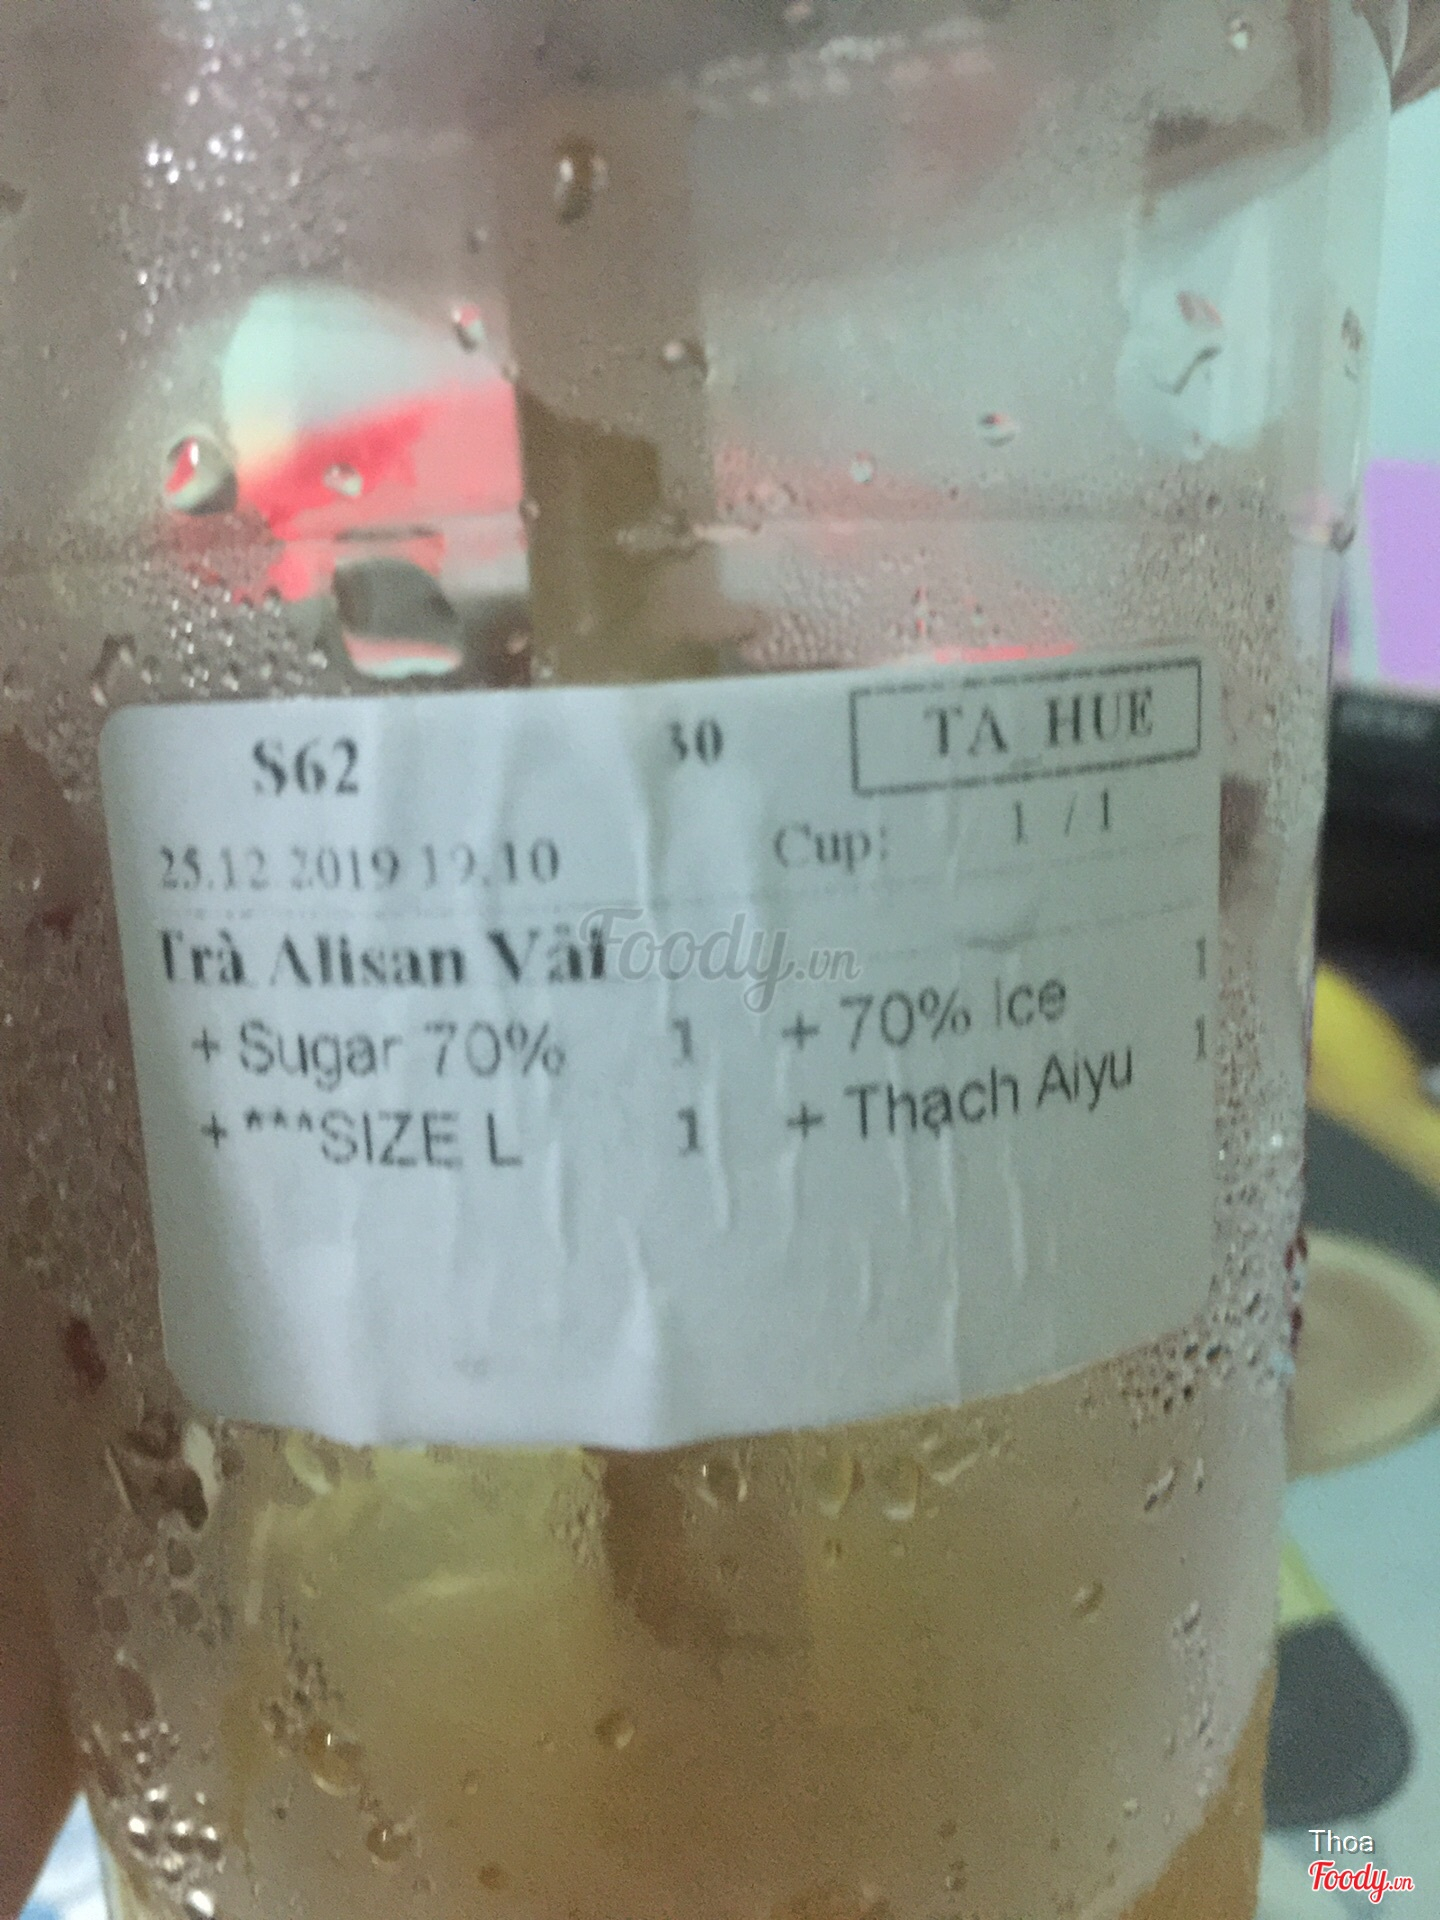 S62 30 TA_HUE
25.12.2019 19:10 Cup: 1 / 1
Trà Alisan Vải 1
+ Sugar 70% 1 + 70% Ice 1
+ ***SIZE L 1 + Thạch Aiyu
Foody.vn
Thoa
Foody.vn